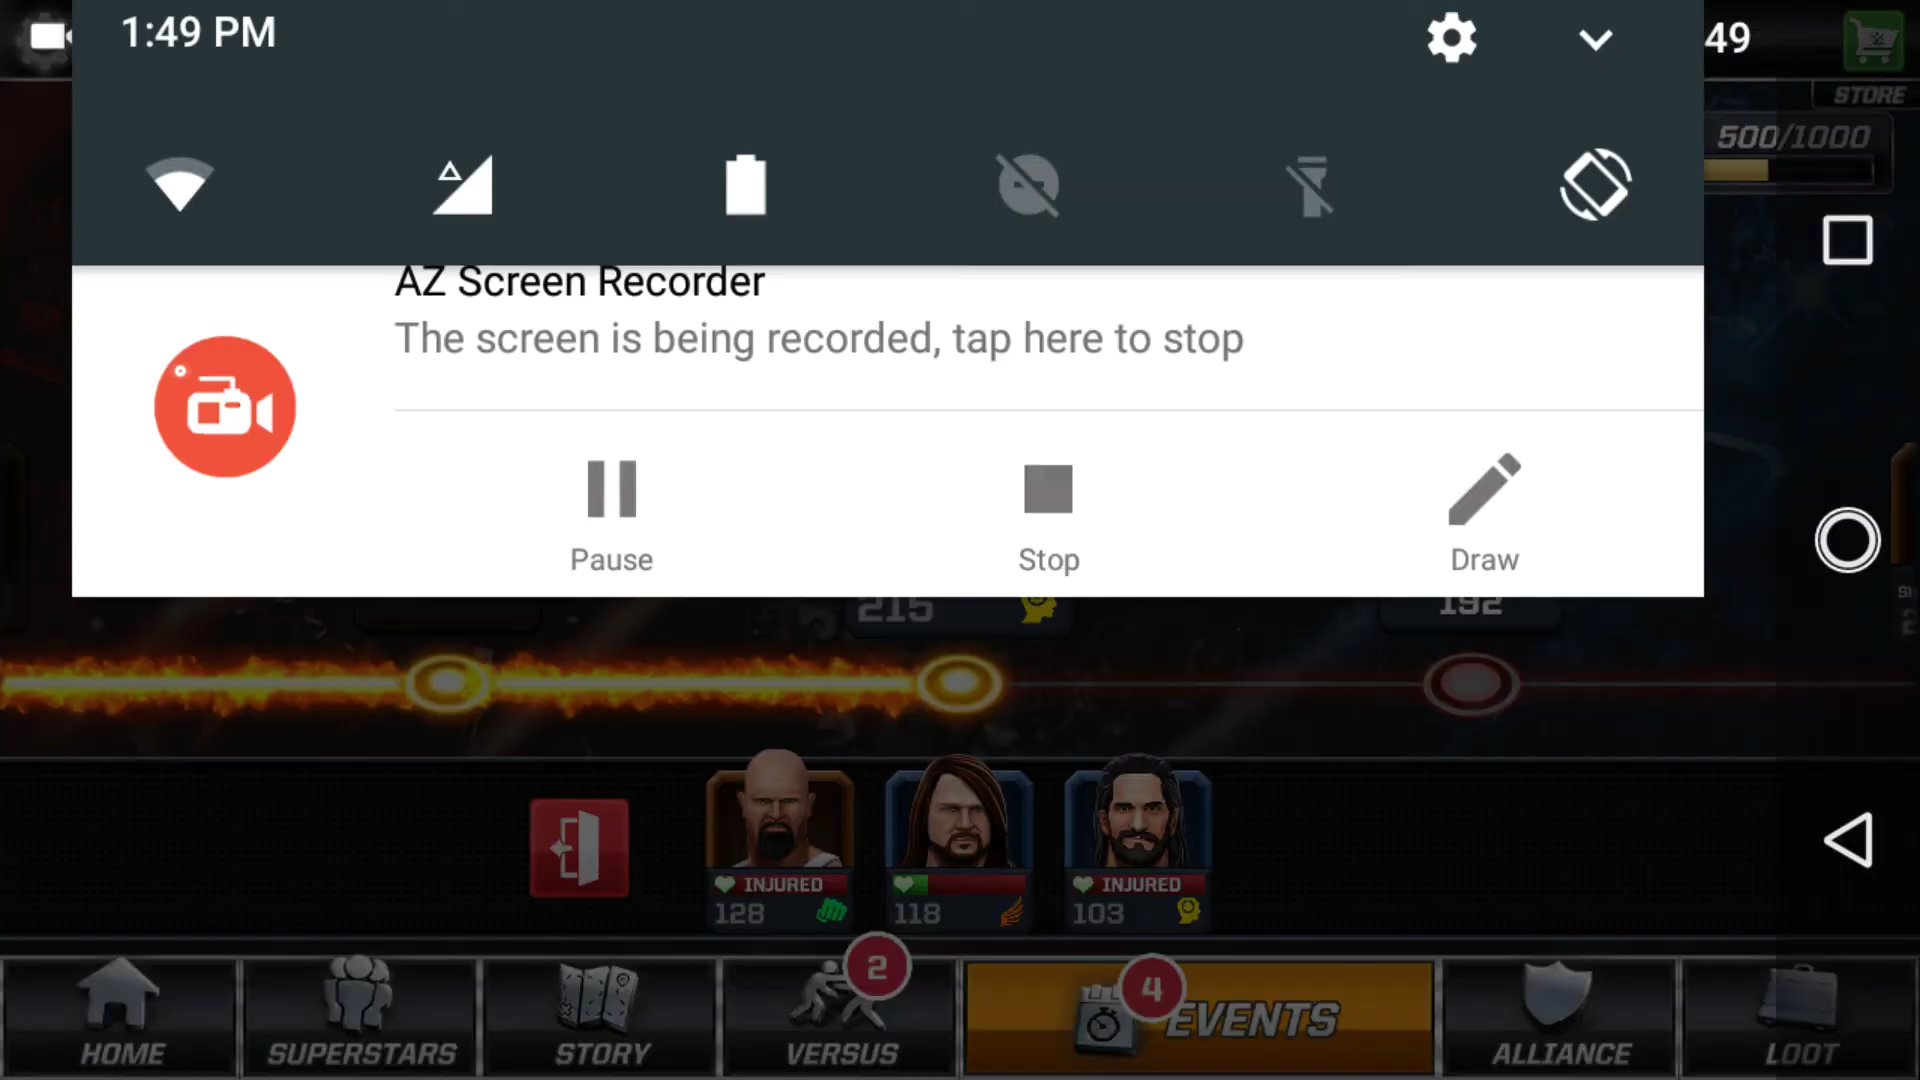 1:49 PM
49
STORE
500/1000
AZ Screen Recorder
The screen is being recorded, tap here to stop
Pause
Stop
Draw
215
192
INJURED
INJURED
128
118
103
2
4
HOME
SUPERSTARS
STORY
VERSUS
EVENTS
ALLIANCE
LOOT